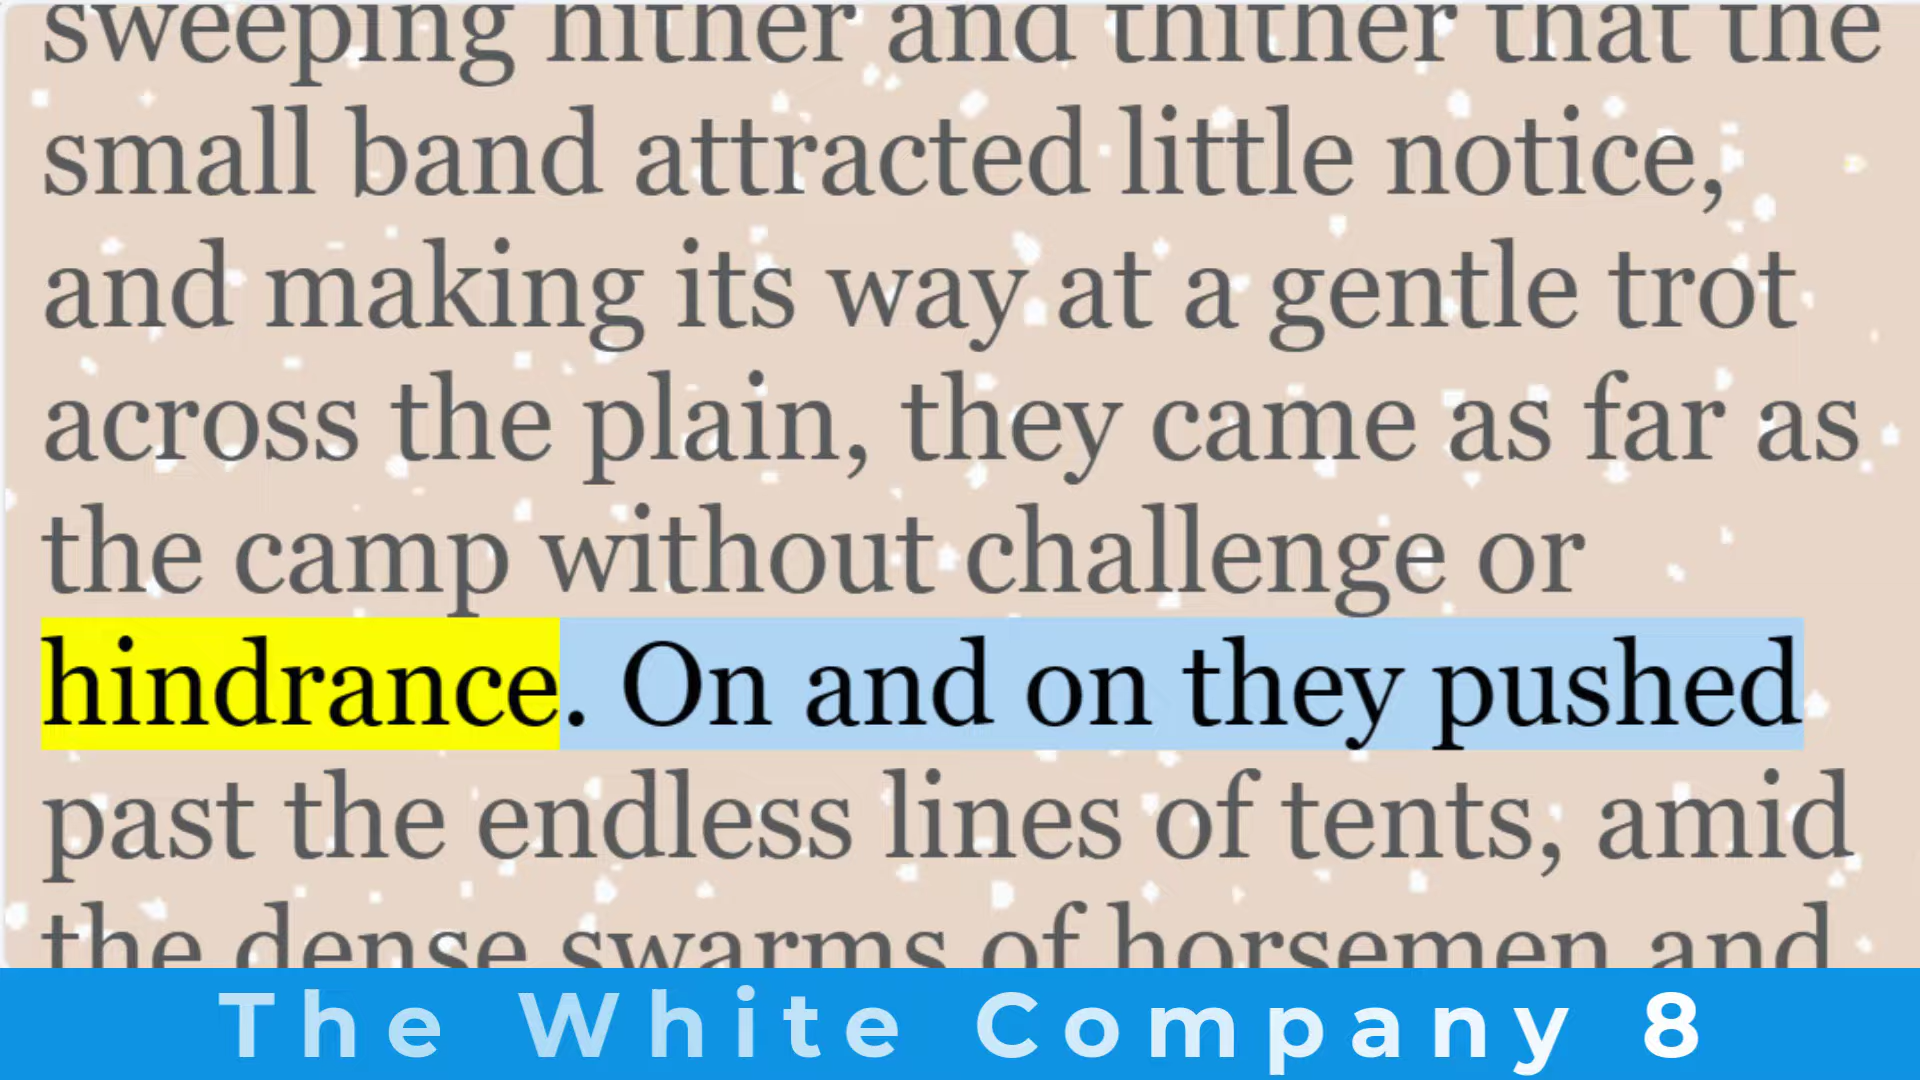 sweeping hither and thither that the
small band attracted little notice,
and making its way at a gentle trot
across the plain, they came as far as
the camp without challenge or
hindrance. On and on they pushed
past the endless lines of tents, amid
the dense swarms of horsemen and
The White Company 8